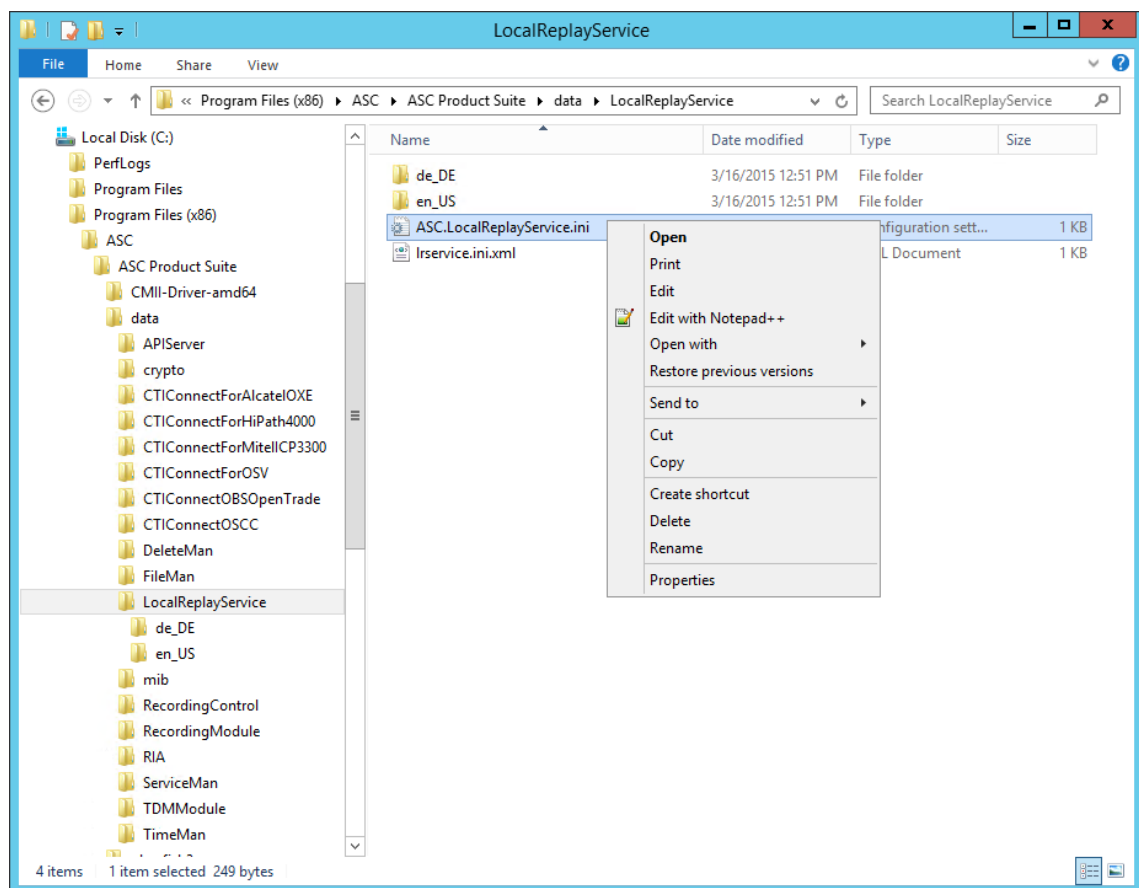 LocalReplayService
File Home Share View
« Program Files (x86) ▸ ASC ▸ ASC Product Suite ▸ data ▸ LocalReplayService
Search LocalReplayService
Local Disk (C:)
PerfLogs
Program Files
Program Files (x86)
ASC
ASC Product Suite
CMII-Driver-amd64
data
APIServer
crypto
CTIConnectForAlcatelOXE
CTIConnectForHiPath4000
CTIConnectForMitelICP3300
CTIConnectForOSV
CTIConnectOBSOpenTrade
CTIConnectOSCC
DeleteMan
FileMan
LocalReplayService
de_DE
en_US
mib
RecordingControl
RecordingModule
RIA
ServiceMan
TDMModule
TimeMan
Name Date modified Type Size
de_DE 3/16/2015 12:51 PM File folder
en_US 3/16/2015 12:51 PM File folder
ASC.LocalReplayService.ini nfiguration sett... 1 KB
lrservice.ini.xml L Document 1 KB
Open
Print
Edit
Edit with Notepad++
Open with
Restore previous versions
Send to
Cut
Copy
Create shortcut
Delete
Rename
Properties
4 items 1 item selected 249 bytes